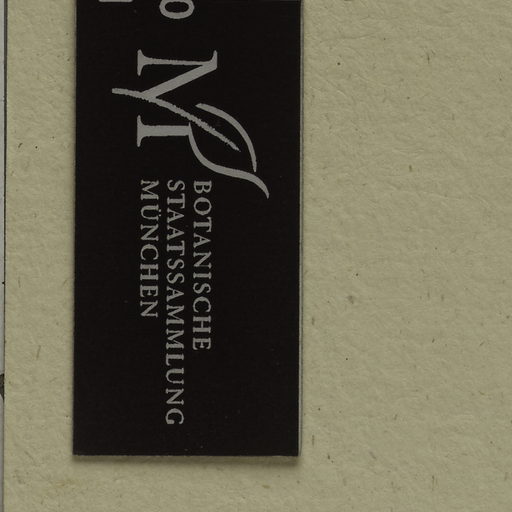 M
BOTANISCHE
STAATSSAMMLUNG
MÜNCHEN